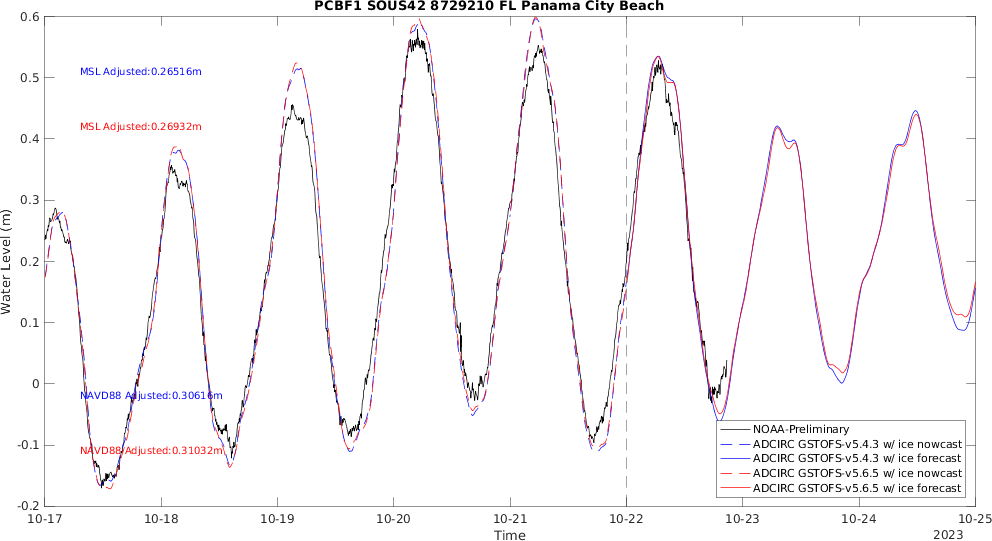 PCBF1 SOUS42 8729210 FL Panama City Beach
0.6
0.5
0.4
0.3
0.2
0.1
0
-0.1
-0.2
Water Level (m)
MSL Adjusted:0.26516m
MSL Adjusted:0.26932m
NAVD88 Adjusted:0.30616m
NAVD88 Adjusted:0.31032m
NOAA-Preliminary
ADCIRC GSTOFS-v5.4.3 w/ ice nowcast
ADCIRC GSTOFS-v5.4.3 w/ ice forecast
ADCIRC GSTOFS-v5.6.5 w/ ice nowcast
ADCIRC GSTOFS-v5.6.5 w/ ice forecast
10-17 10-18 10-19 10-20 10-21 10-22 10-23 10-24 10-25
Time
2023